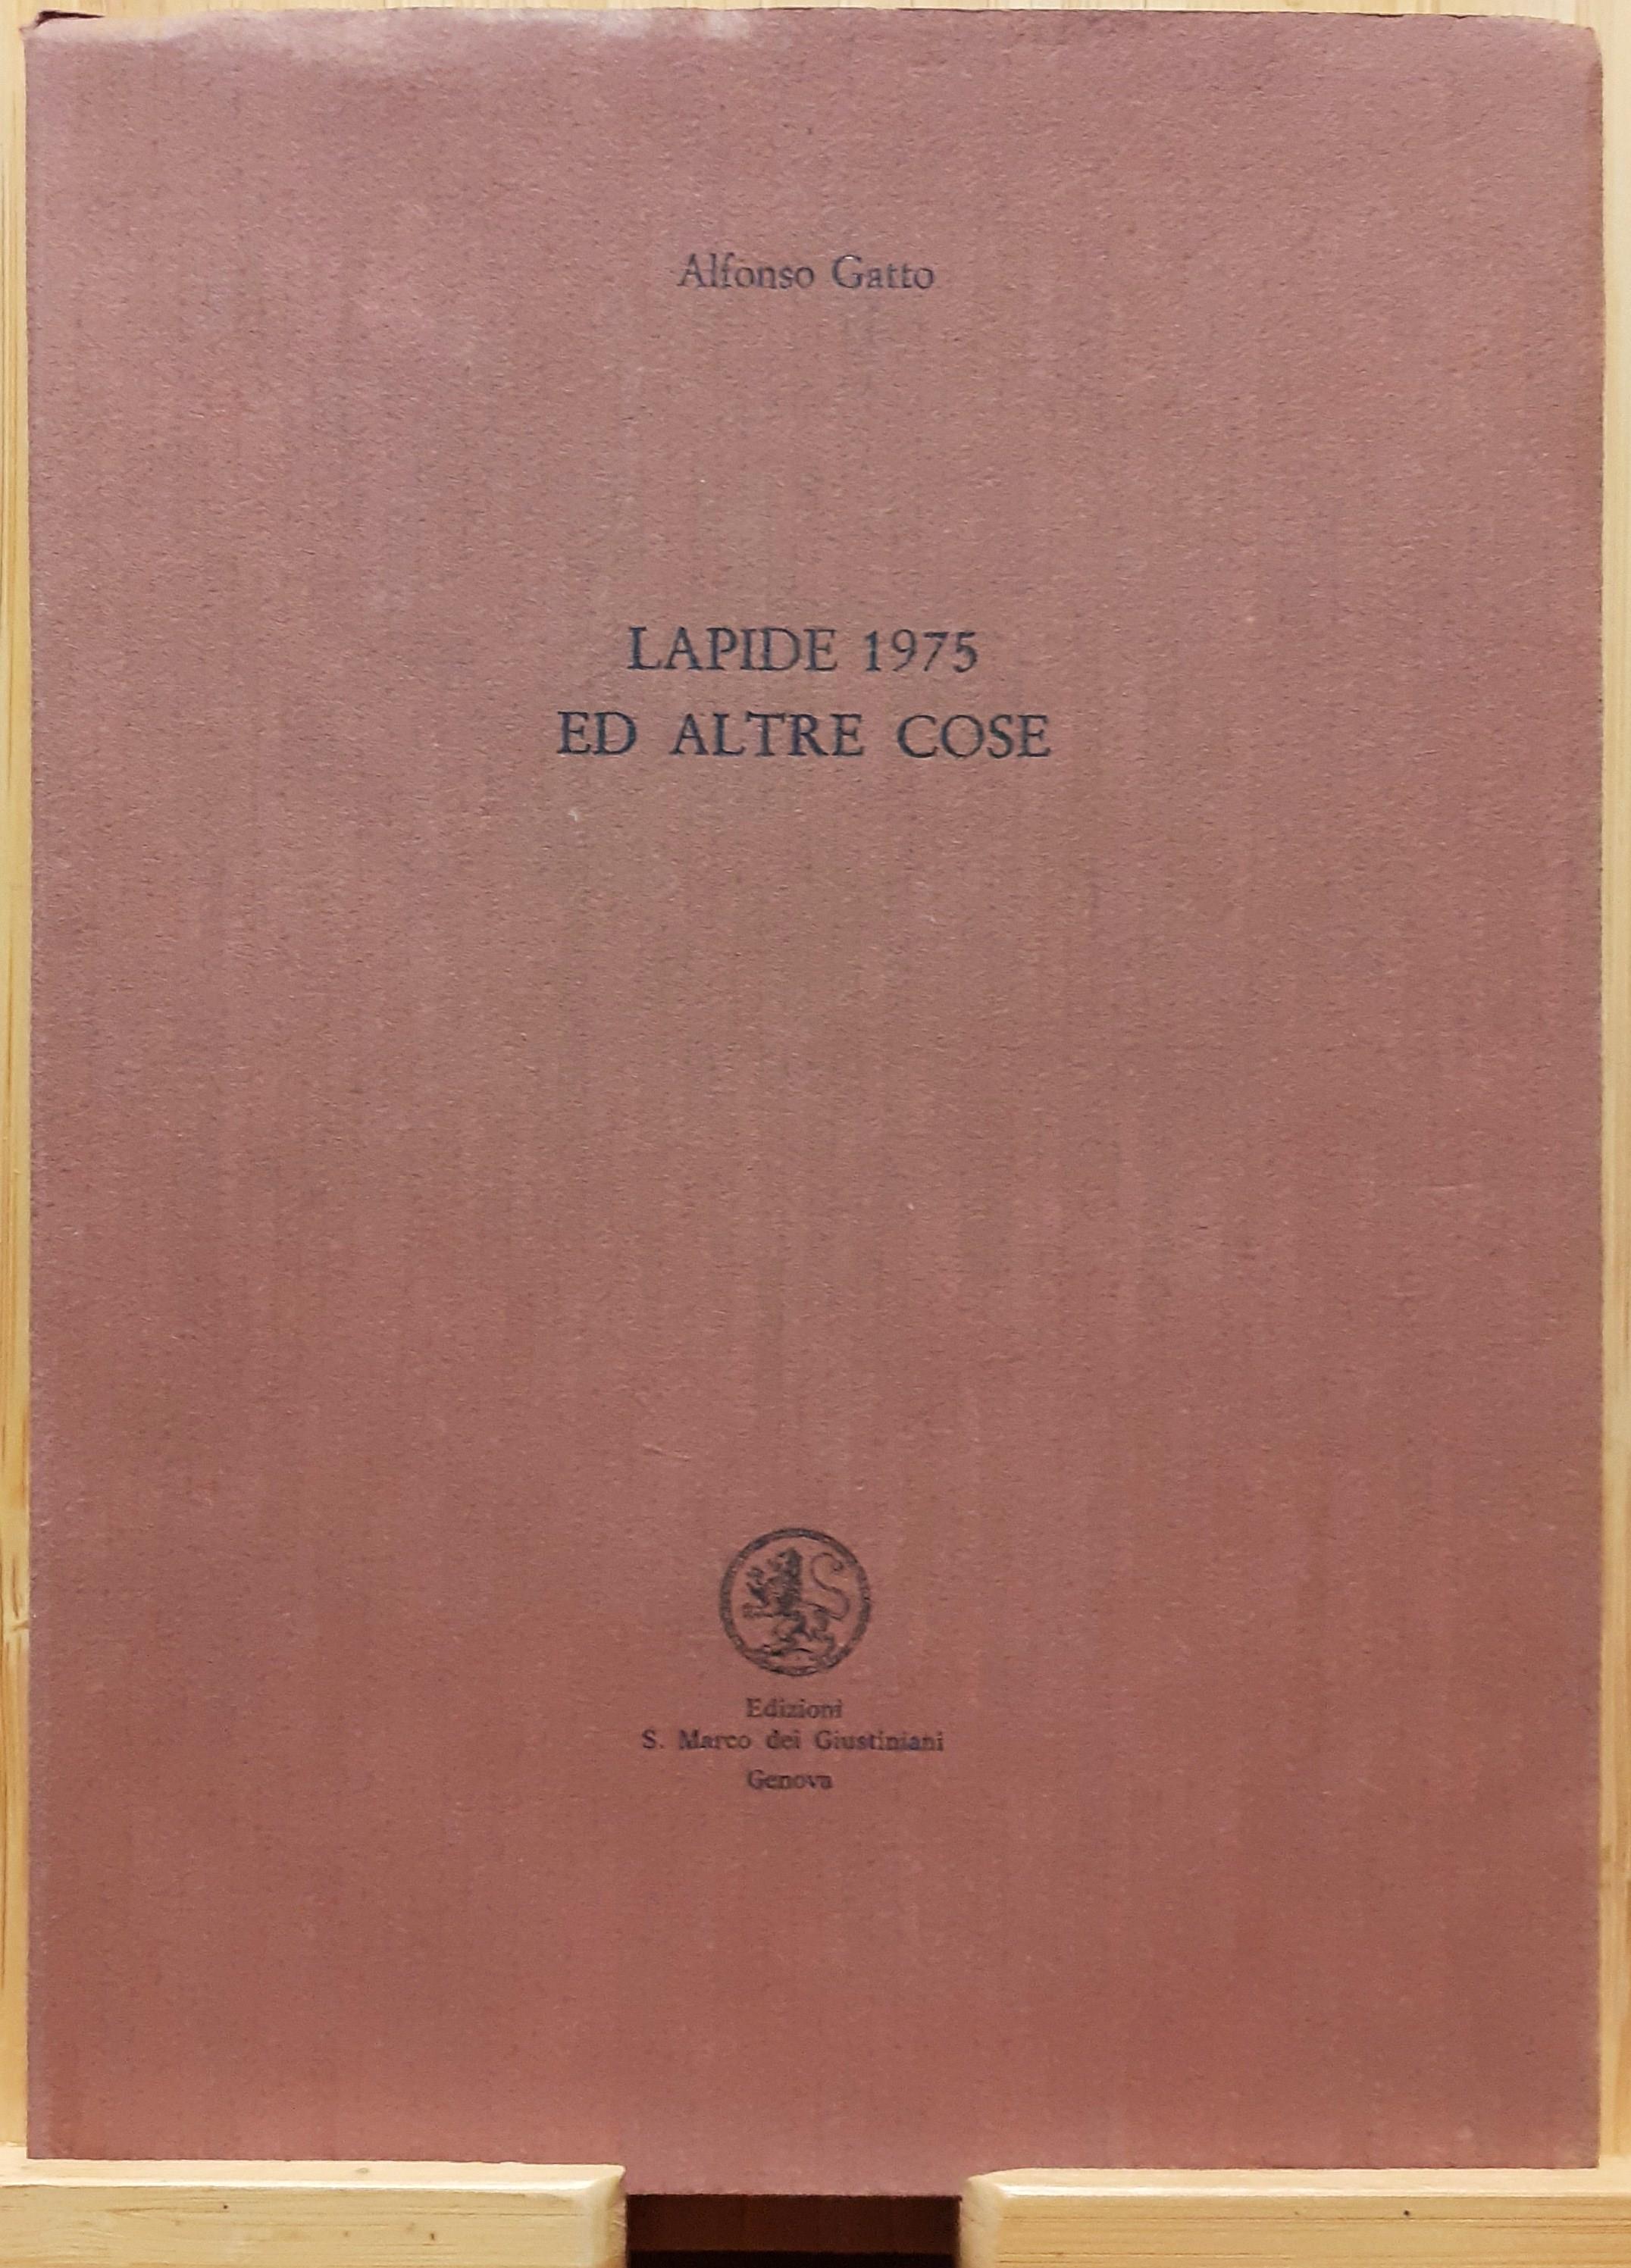 Alfonso Gatto
LAPIDE 1975
ED ALTRE COSE
S
Edizioni
S. Marco dei Giustiniani
Genova